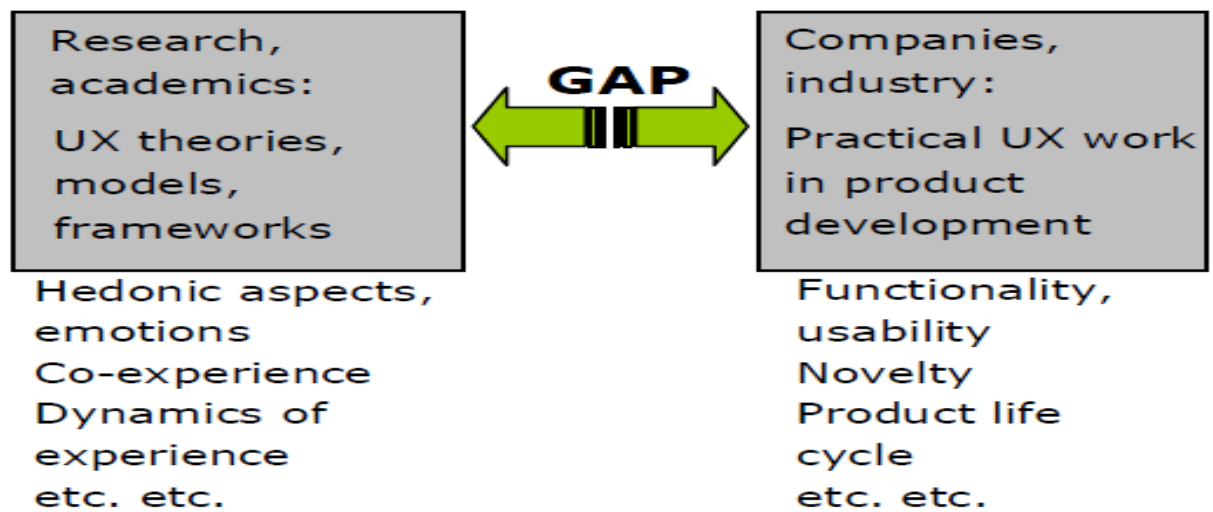 Research,
academics:
UX theories,
models,
frameworks
Hedonic aspects,
emotions
Co-experience
Dynamics of
experience
etc. etc.
GAP
Companies,
industry:
Practical UX work
in product
development
Functionality,
usability
Novelty
Product life
cycle
etc. etc.